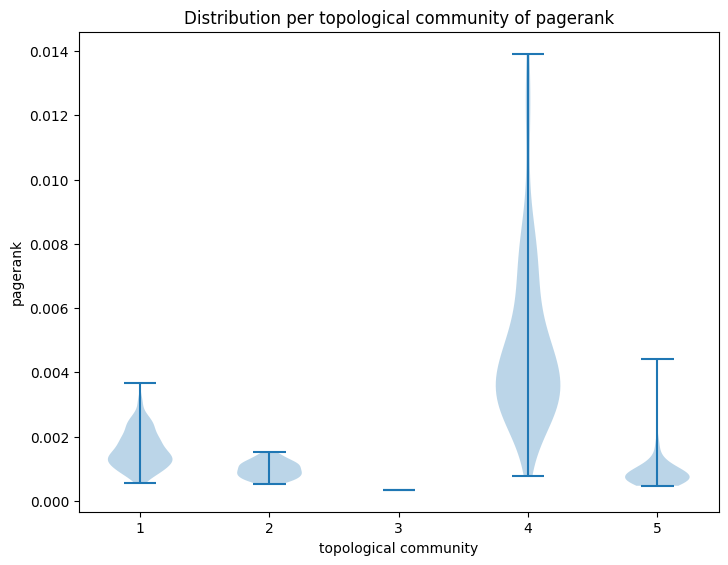 Distribution per topological community of pagerank
0.014
0.012
0.010
0.008
0.006
0.004
0.002
0.000
pagerank
1 2 3 4 5
topological community